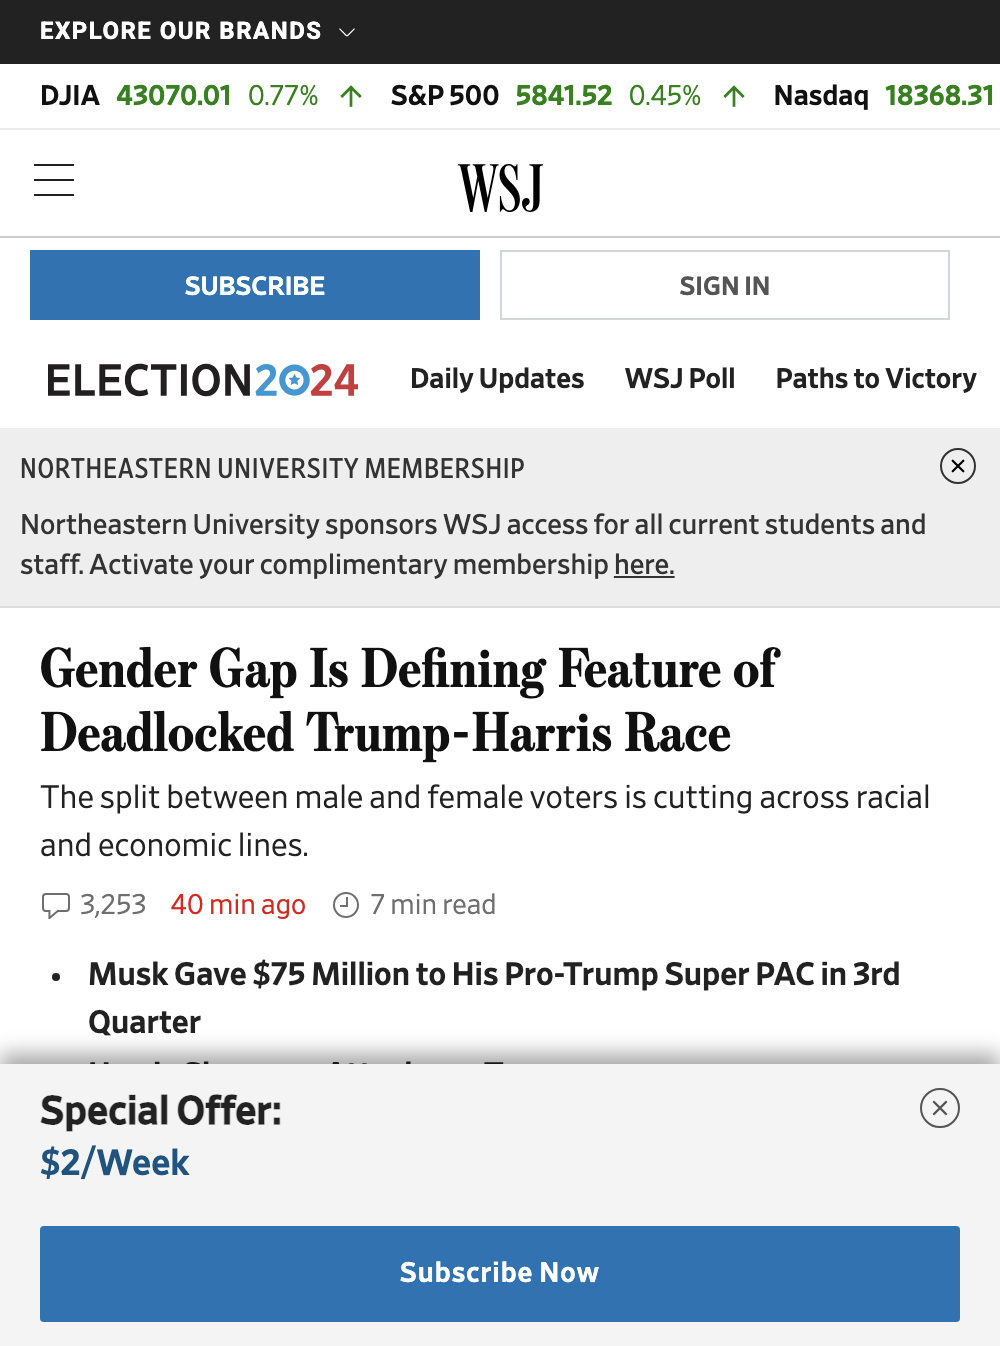 EXPLORE OUR BRANDS
DJIA 43070.01 0.77% ↑ S&P 500 5841.52 0.45% ↑ Nasdaq 18368.31
WSJ
SUBSCRIBE SIGN IN
ELECTION2024 Daily Updates WSJ Poll Paths to Victory
NORTHEASTERN UNIVERSITY MEMBERSHIP
Northeastern University sponsors WSJ access for all current students and
staff. Activate your complimentary membership here.
Gender Gap Is Defining Feature of
Deadlocked Trump-Harris Race
The split between male and female voters is cutting across racial
and economic lines.
3,253 40 min ago 7 min read
• Musk Gave $75 Million to His Pro-Trump Super PAC in 3rd
Quarter
Special Offer:
$2/Week
Subscribe Now